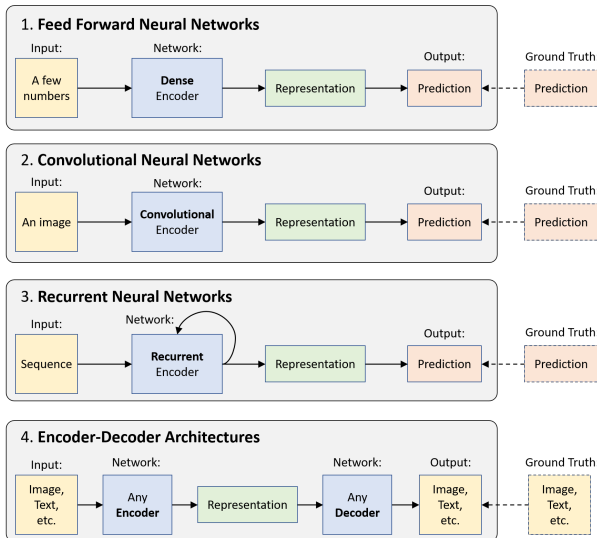 1. Feed Forward Neural Networks
Input:
Network:
Output:
Ground Truth
A few
numbers
Dense
Encoder
Representation
Prediction
Prediction
2. Convolutional Neural Networks
Input:
Network:
Output:
Ground Truth
An image
Convolutional
Encoder
Representation
Prediction
Prediction
3. Recurrent Neural Networks
Input:
Network:
Output:
Ground Truth
Sequence
Recurrent
Encoder
Representation
Prediction
Prediction
4. Encoder-Decoder Architectures
Input:
Network:
Network:
Output:
Ground Truth
Image,
Text,
etc.
Any
Encoder
Representation
Any
Decoder
Image,
Text,
etc.
Image,
Text,
etc.